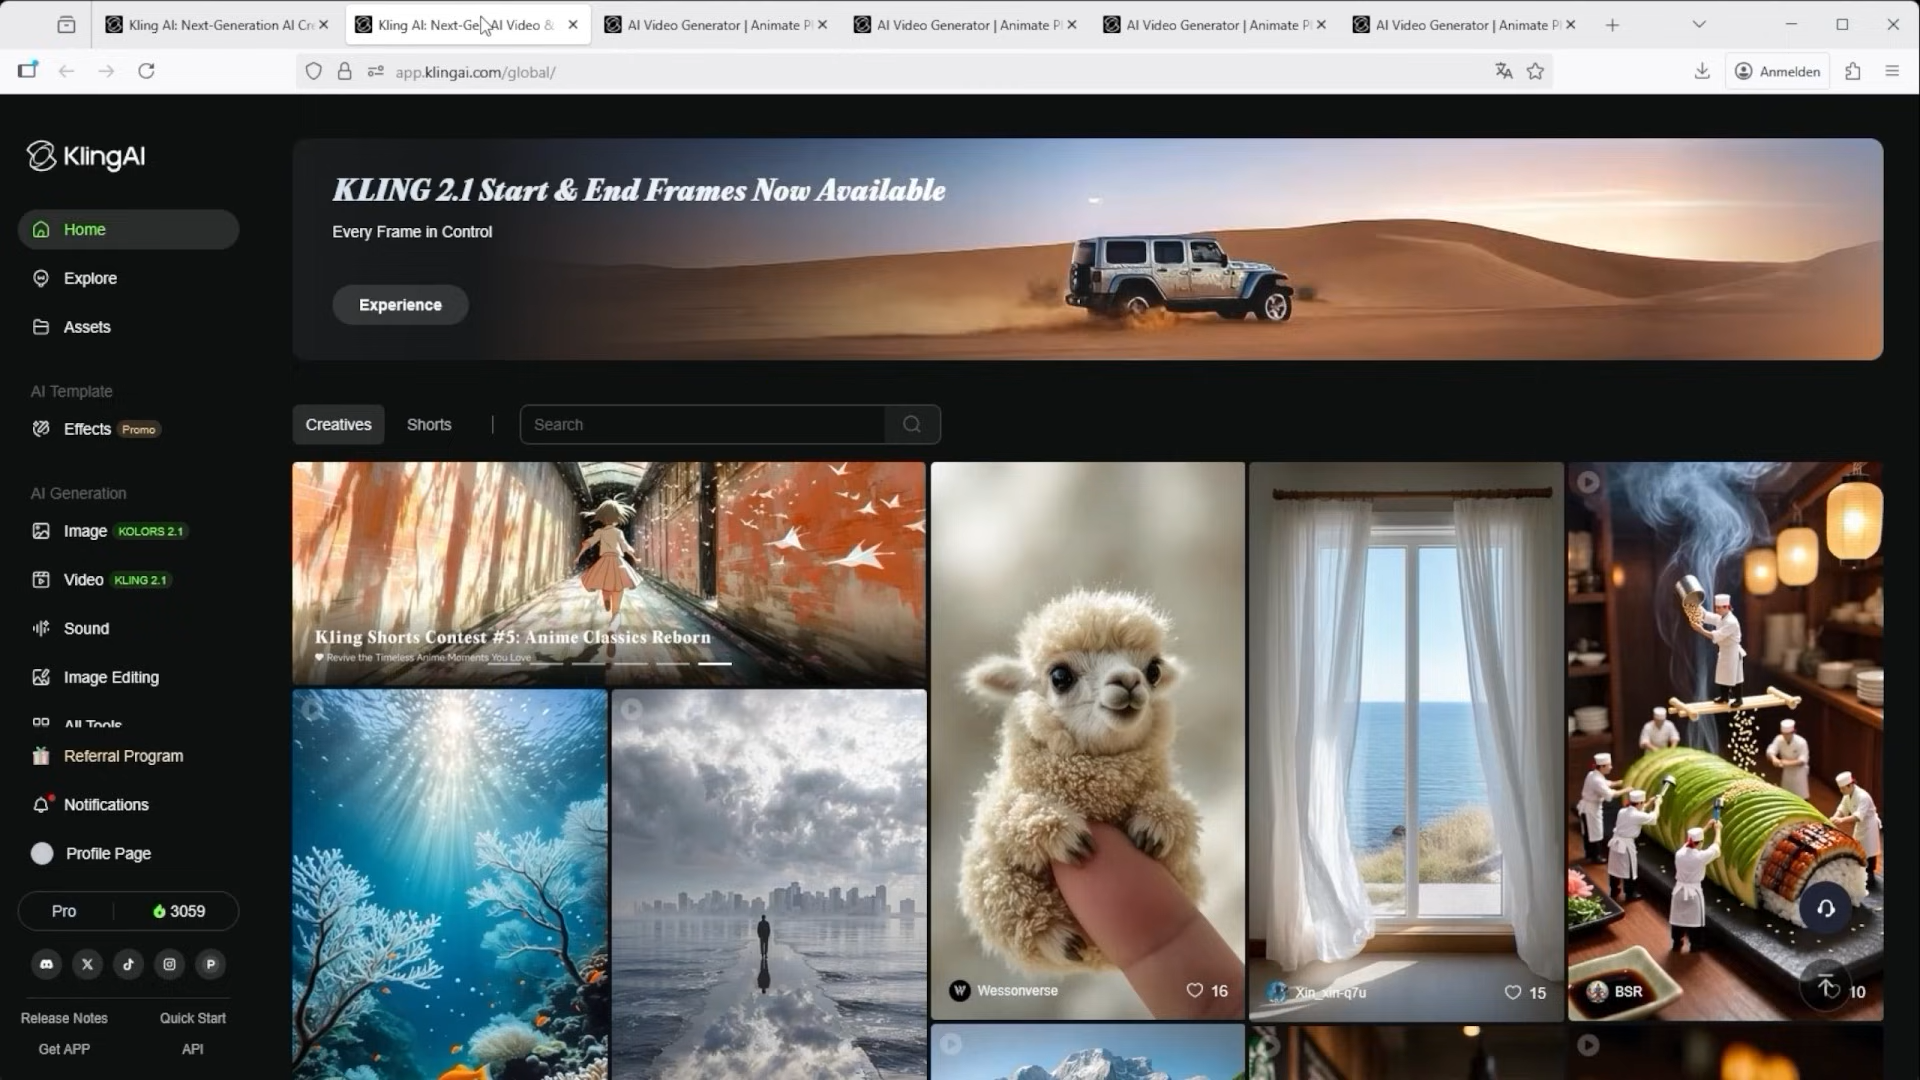 Kling AI: Next-Generation AI Cr
Kling AI: Next-Ge AI Video &
AI Video Generator | Animate P
AI Video Generator | Animate P
AI Video Generator | Animate P
AI Video Generator | Animate P
app.klingai.com/global/
Anmelden
KlingAI
Home
Explore
Assets
AI Template
Effects Promo
AI Generation
Image KOLORS 2.1
Video KLING 2.1
Sound
Image Editing
All Tools
Referral Program
Notifications
Profile Page
Pro 3059
Release Notes Quick Start
Get APP API
KLING 2.1 Start & End Frames Now Available
Every Frame in Control
Experience
Creatives Shorts | Search
Kling Shorts Contest #5: Anime Classics Reborn
Revive the Timeless Anime Moments You Love
Wessonverse 16
Xin_xin-q7u 15
BSR 10